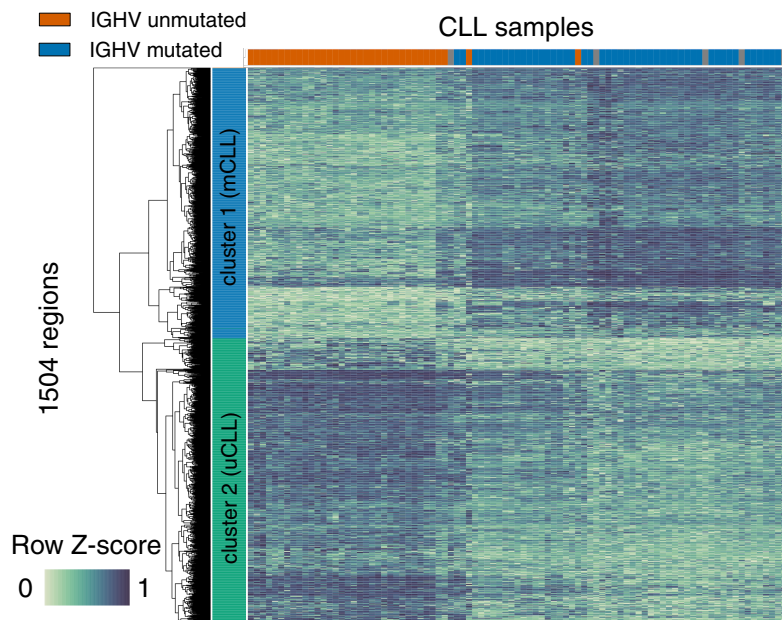 IGHV unmutated
IGHV mutated
CLL samples
cluster 1 (mCLL)
1504 regions
cluster 2 (uCLL)
Row Z-score
0
1